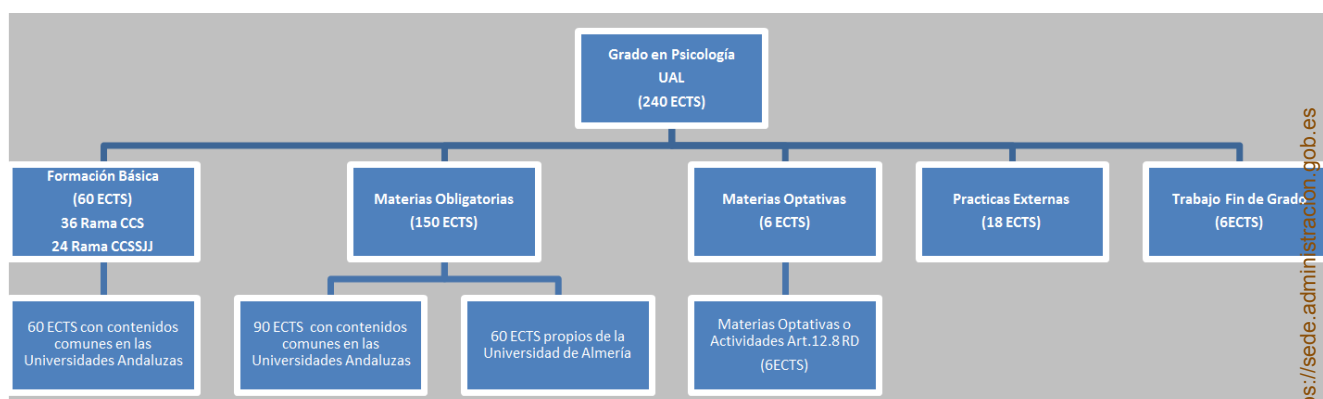 Grado en Psicología
UAL
(240 ECTS)
Formación Básica
(60 ECTS)
36 Rama CCS
24 Rama CCSSJJ
Materias Obligatorias
(150 ECTS)
Materias Optativas
(6 ECTS)
Practicas Externas
(18 ECTS)
Trabajo Fin de Grado
(6ECTS)
60 ECTS con contenidos
comunes en las
Universidades Andaluzas
90 ECTS con contenidos
comunes en las
Universidades Andaluzas
60 ECTS propios de la
Universidad de Almería
Materias Optativas o
Actividades Art.12.8 RD
(6ECTS)
ps://sede.administracion.gob.es